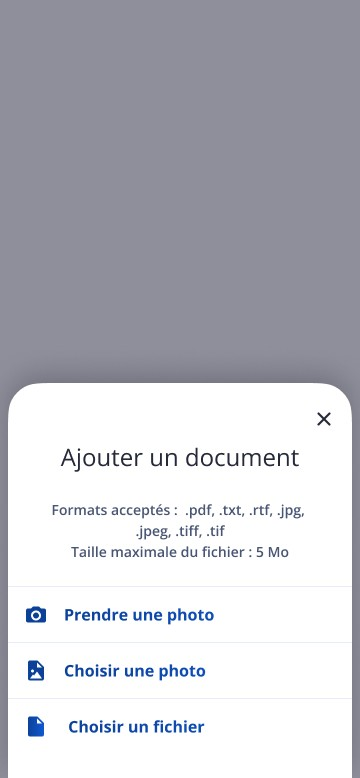 Ajouter un document
Formats acceptés :  .pdf, .txt, .rtf, .jpg,
.jpeg, .tiff, .tif
Taille maximale du fichier : 5 Mo
Prendre une photo
Choisir une photo
Choisir un fichier